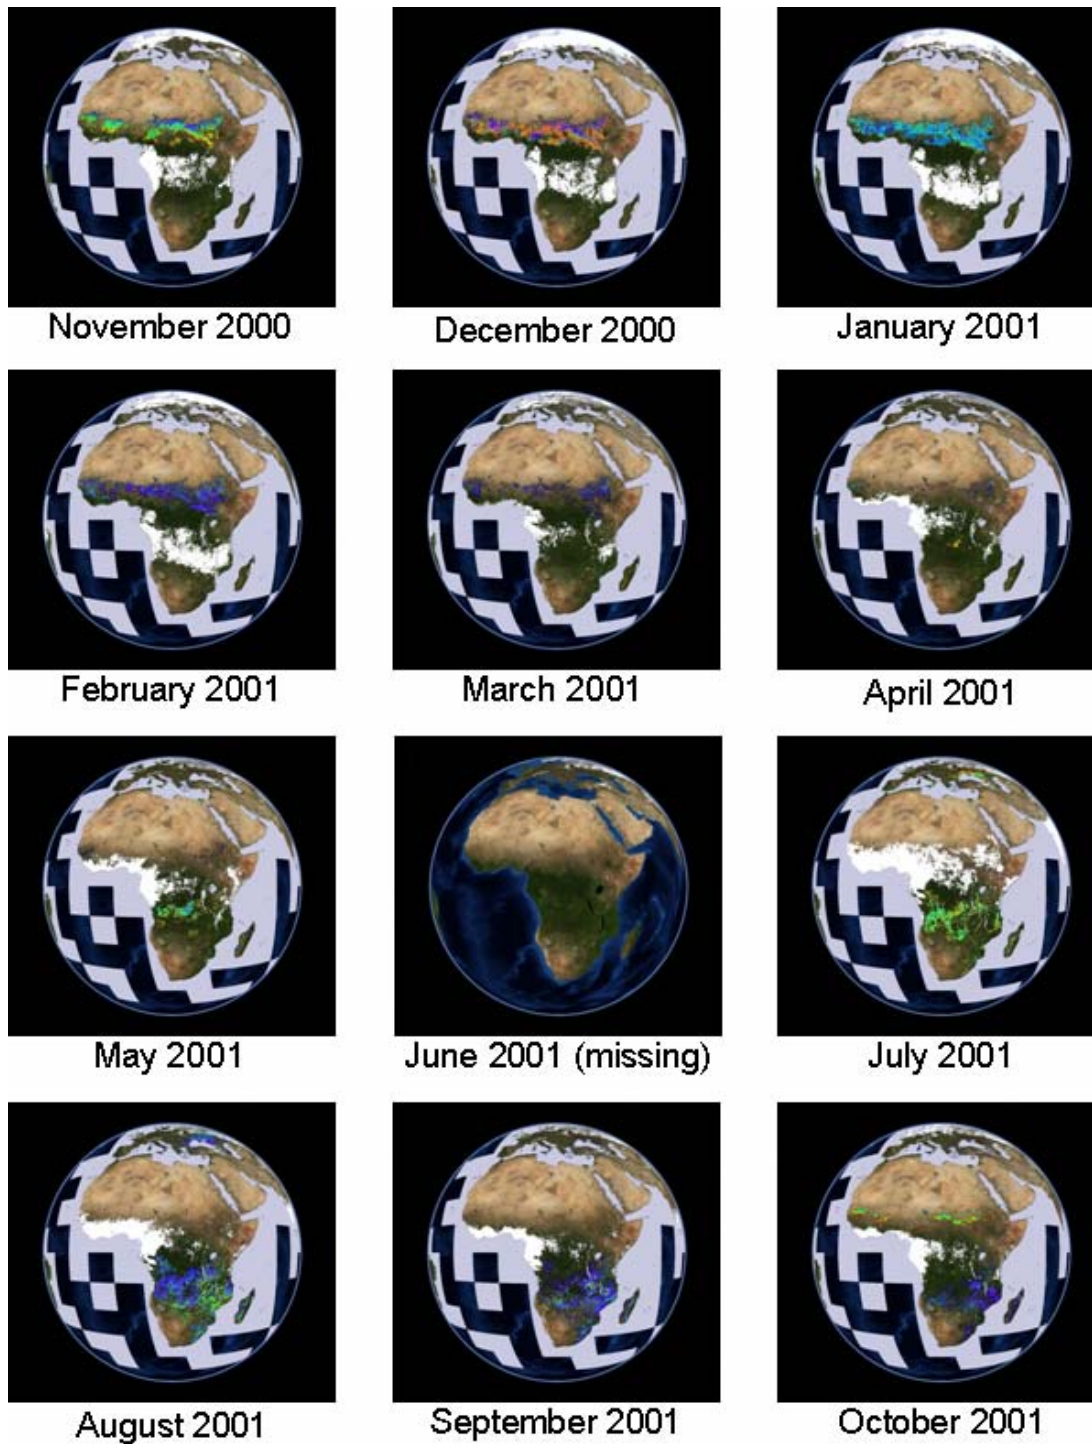 November 2000
December 2000
January 2001
February 2001
March 2001
April 2001
May 2001
June 2001 (missing)
July 2001
August 2001
September 2001
October 2001